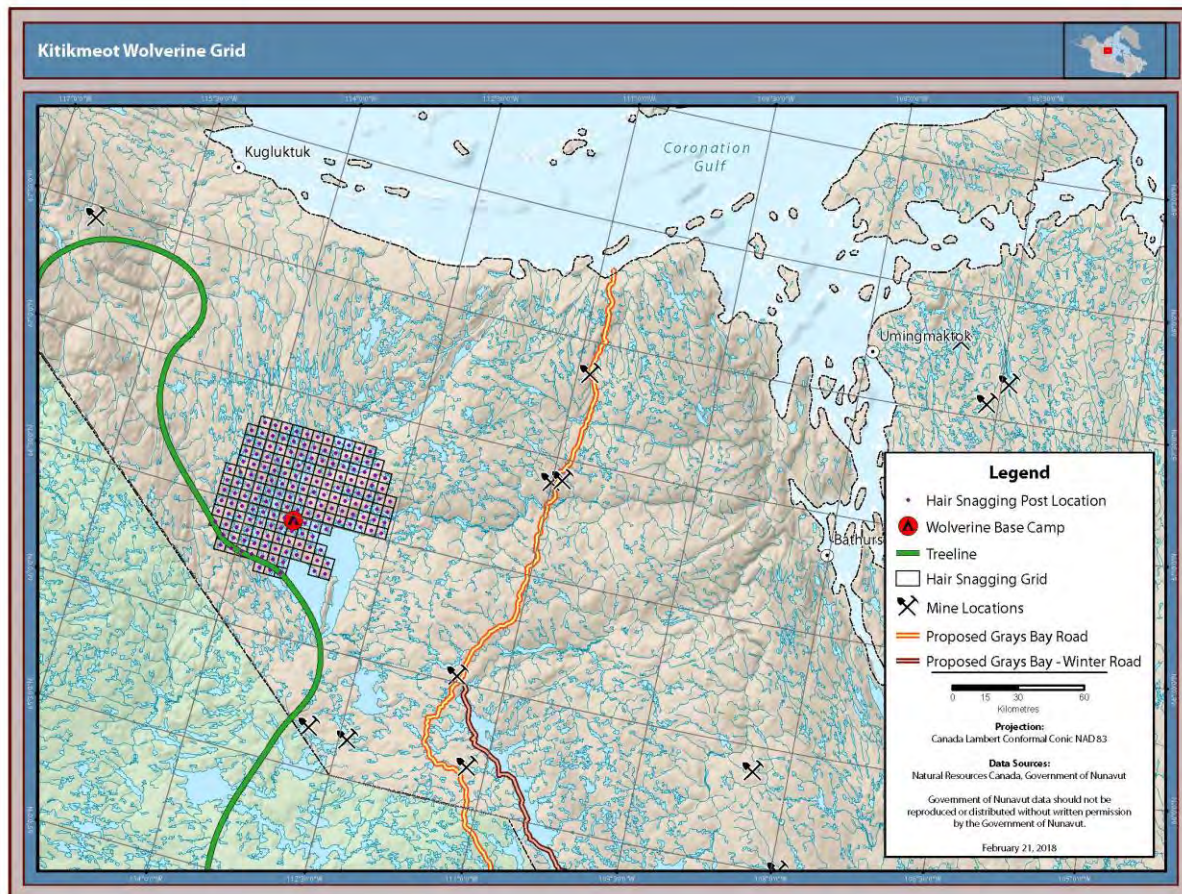 Kitikmeot Wolverine Grid
Kugluktuk
Coronation
Gulf
Umingmaktok
Bathurs
Legend
Hair Snagging Post Location
Wolverine Base Camp
Treeline
Hair Snagging Grid
Mine Locations
Proposed Grays Bay Road
Proposed Grays Bay - Winter Road
0 15 30 60
Kilometres
Projection:
Canada Lambert Conformal Conic NAD 83
Data Sources:
Natural Resources Canada, Government of Nunavut
Government of Nunavut data should not be
reproduced or distributed without written permission
by the Government of Nunavut.
February 21, 2018